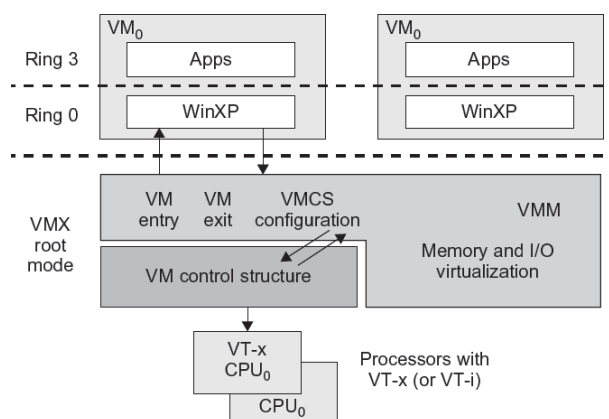 VM0
VM0
Ring 3
Apps
Apps
Ring 0
WinXP
WinXP
VMX
root
mode
VM
entry
VM
exit
VMCS
configuration
VMM
Memory and I/O
virtualization
VM control structure
VT-x
CPU0
CPU0
Processors with
VT-x (or VT-i)